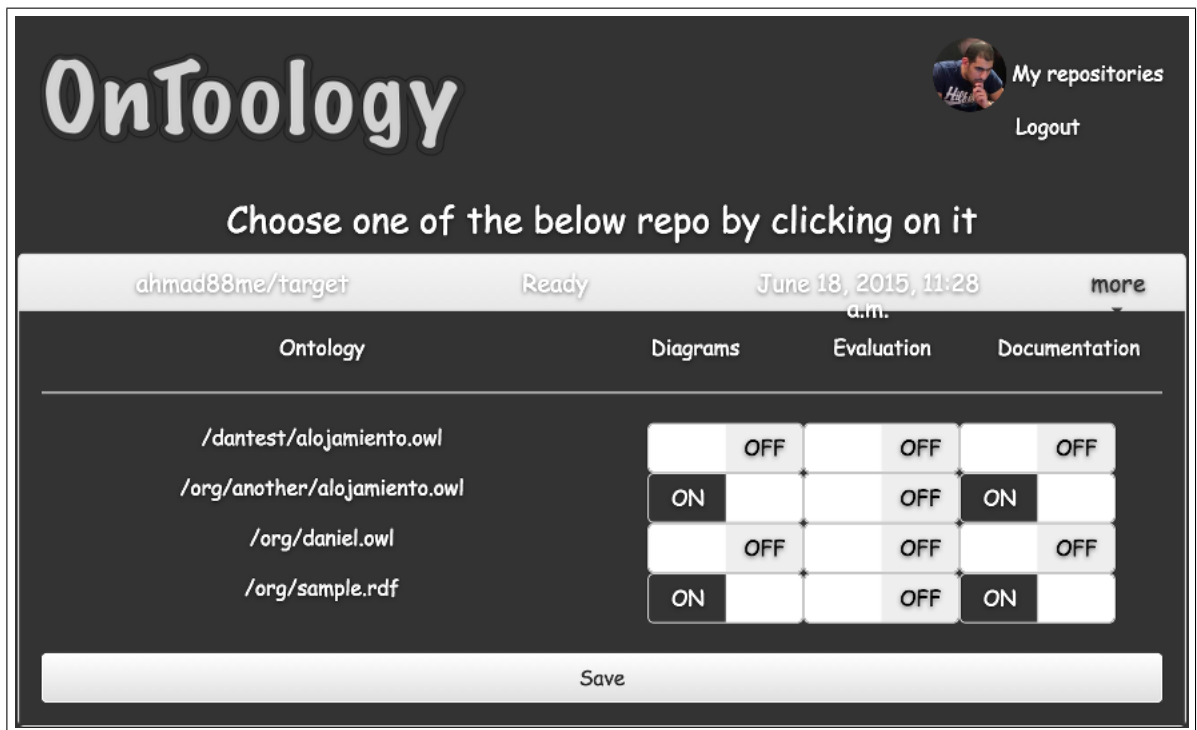 OnToology
My repositories
Logout
Choose one of the below repo by clicking on it
ahmad88me/target Ready June 18, 2015, 11:28 more
a.m.
Ontology Diagrams Evaluation Documentation
/dantest/alojamiento.owl OFF OFF OFF
/org/another/alojamiento.owl ON OFF ON
/org/daniel.owl OFF OFF OFF
/org/sample.rdf ON OFF ON
Save